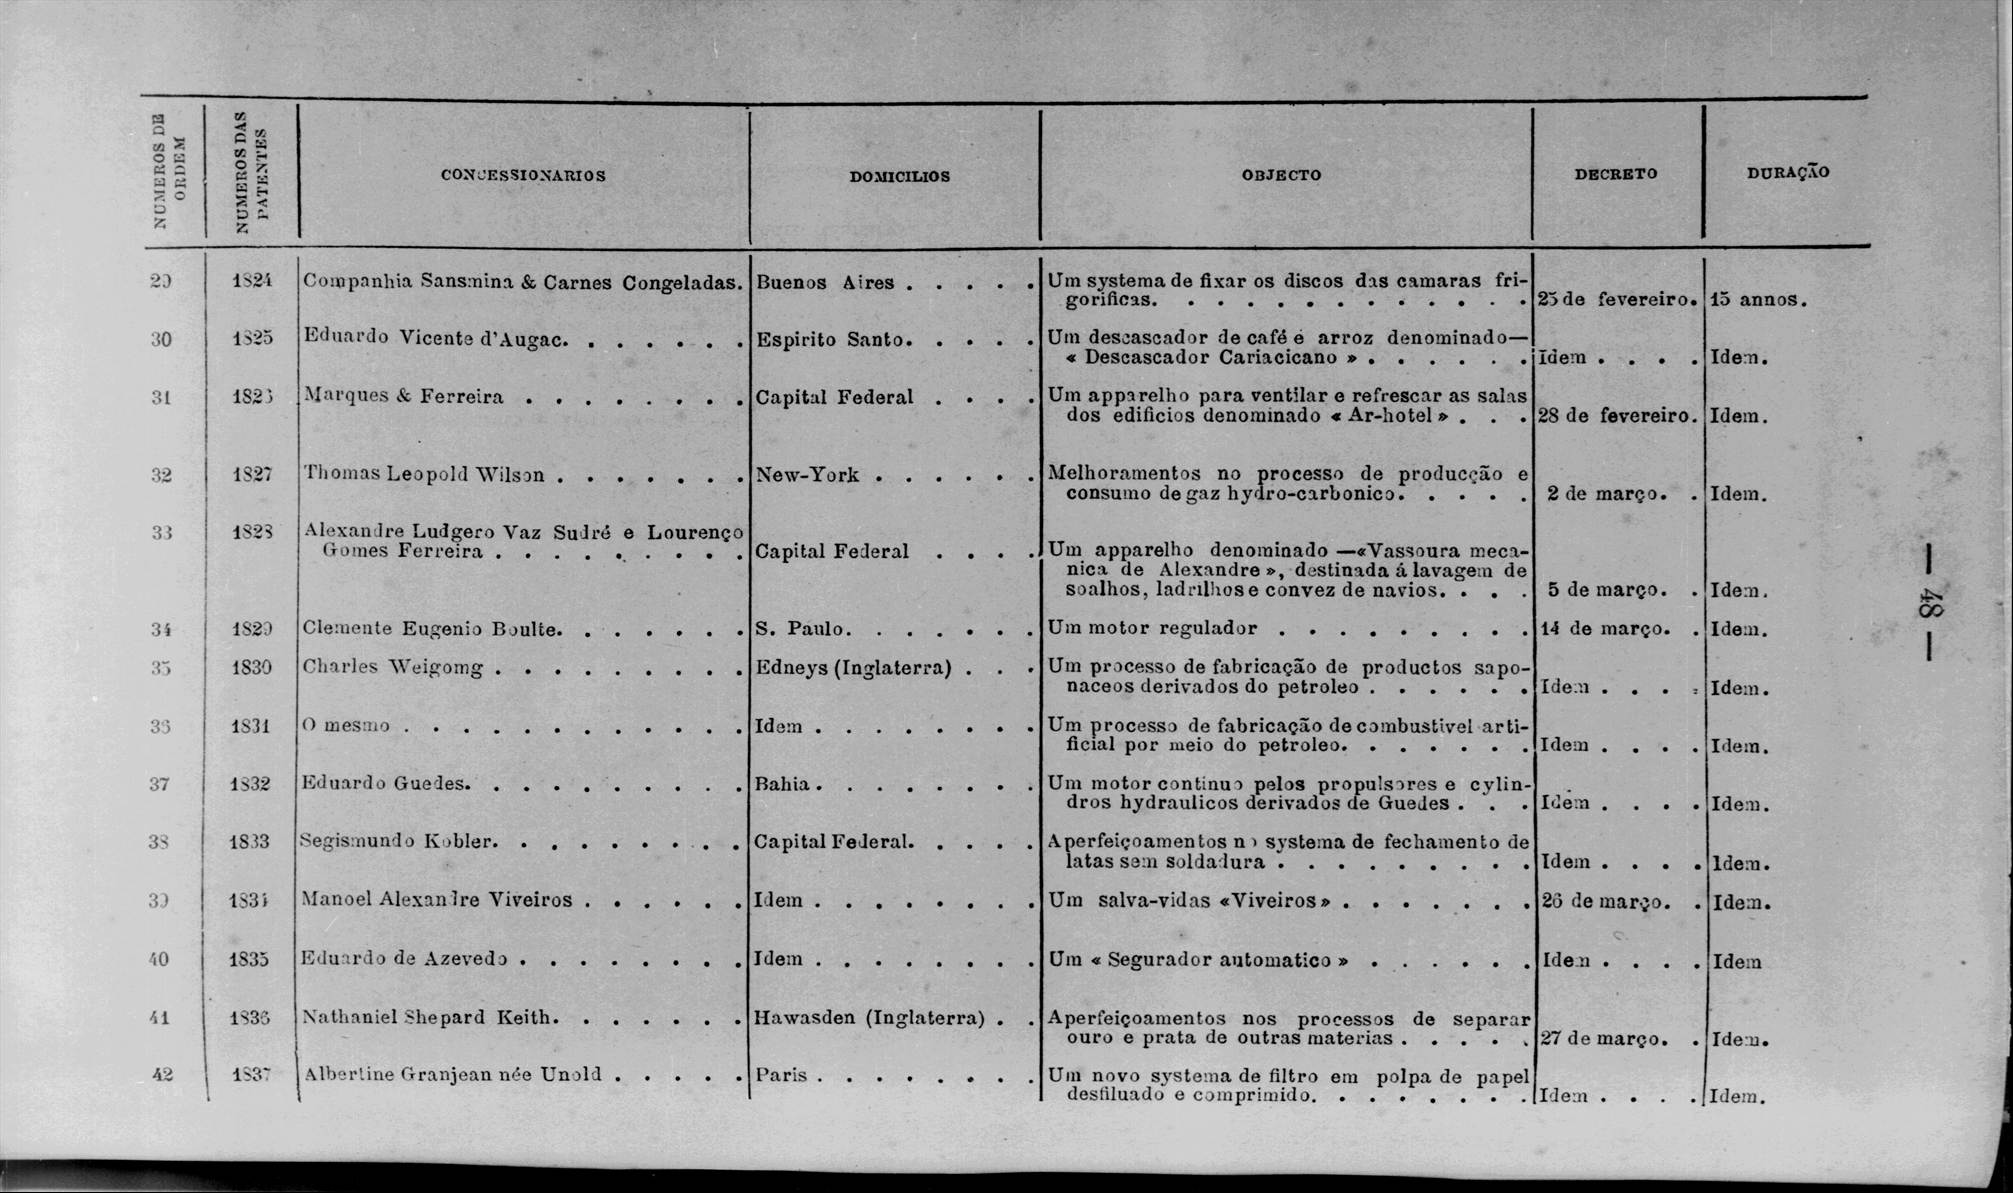 NUMEROS DE ORDEM NUMEROS DAS PATENTES CONCESSIONARIOS DOMICILIOS OBJECTO DECRETO DURAÇÃO
29 1824 Companhia Sansinina & Carnes Congeladas. Buenos Aires . . . . . Um systema de fixar os discos das camaras fri-
gorificas. . . . . . . . . . . . . . 25 de fevereiro. 15 annos.
30 1825 Eduardo Vicente d'Augac. . . . . . . Espirito Santo. . . . . Um descascador de café e arroz denominado—
« Descascador Cariacicano » . . . . . . Idem . . . . Idem.
31 1826 Marques & Ferreira . . . . . . . . Capital Federal . . . . Um apparelho para ventilar e refrescar as salas
dos edificios denominado « Ar-hotel » . . . 28 de fevereiro. Idem.
32 1827 Thomas Leopold Wilson . . . . . . . New-York . . . . . . Melhoramentos no processo de producção e
consumo de gaz hydro-carbonico. . . . . 2 de março. . Idem.
33 1828 Alexandre Ludgero Vaz Sudré e Lourenço
Gomes Ferreira . . . . . . . . . Capital Federal . . . . Um apparelho denominado —«Vassoura meca-
nica de Alexandre», destinada á lavagem de
soalhos, ladrilhos e convez de navios. . . . 5 de março. . Idem.
34 1829 Clemente Eugenio Boulte. . . . . . . S. Paulo. . . . . . . Um motor regulador . . . . . . . . . 14 de março. . Idem.
35 1830 Charles Weigomg . . . . . . . . . Edneys (Inglaterra) . . . Um processo de fabricação de productos sapo-
naceos derivados do petroleo . . . . . . Idem . . . . Idem.
36 1831 O mesmo . . . . . . . . . . . . Idem . . . . . . . . Um processo de fabricação de combustivel arti-
ficial por meio do petroleo. . . . . . . Idem . . . . Idem.
37 1832 Eduardo Guedes. . . . . . . . . . Bahia . . . . . . . . Um motor continuo pelos propulsores e cylin-
dros hydraulicos derivados de Guedes . . . Idem . . . . Idem.
38 1833 Segismundo Kobler. . . . . . . . . Capital Federal. . . . . Aperfeiçoamentos no systema de fechamento de
latas sem soldadura . . . . . . . . . Idem . . . . Idem.
39 1834 Manoel Alexandre Viveiros . . . . . . Idem . . . . . . . . Um salva-vidas «Viveiros» . . . . . . . 26 de março. . Idem.
40 1835 Eduardo de Azevedo . . . . . . . . Idem . . . . . . . . Um « Segurador automatico » . . . . . . Idem . . . . Idem
41 1836 Nathaniel Shepard Keith. . . . . . . Hawasden (Inglaterra) . . Aperfeiçoamentos nos processos de separar
ouro e prata de outras materias . . . . . 27 de março. . Idem.
42 1837 Albertine Granjean née Unold . . . . . Paris . . . . . . . . Um novo systema de filtro em polpa de papel
desfiluado e comprimido. . . . . . . . Idem . . . . Idem.
— 48 —